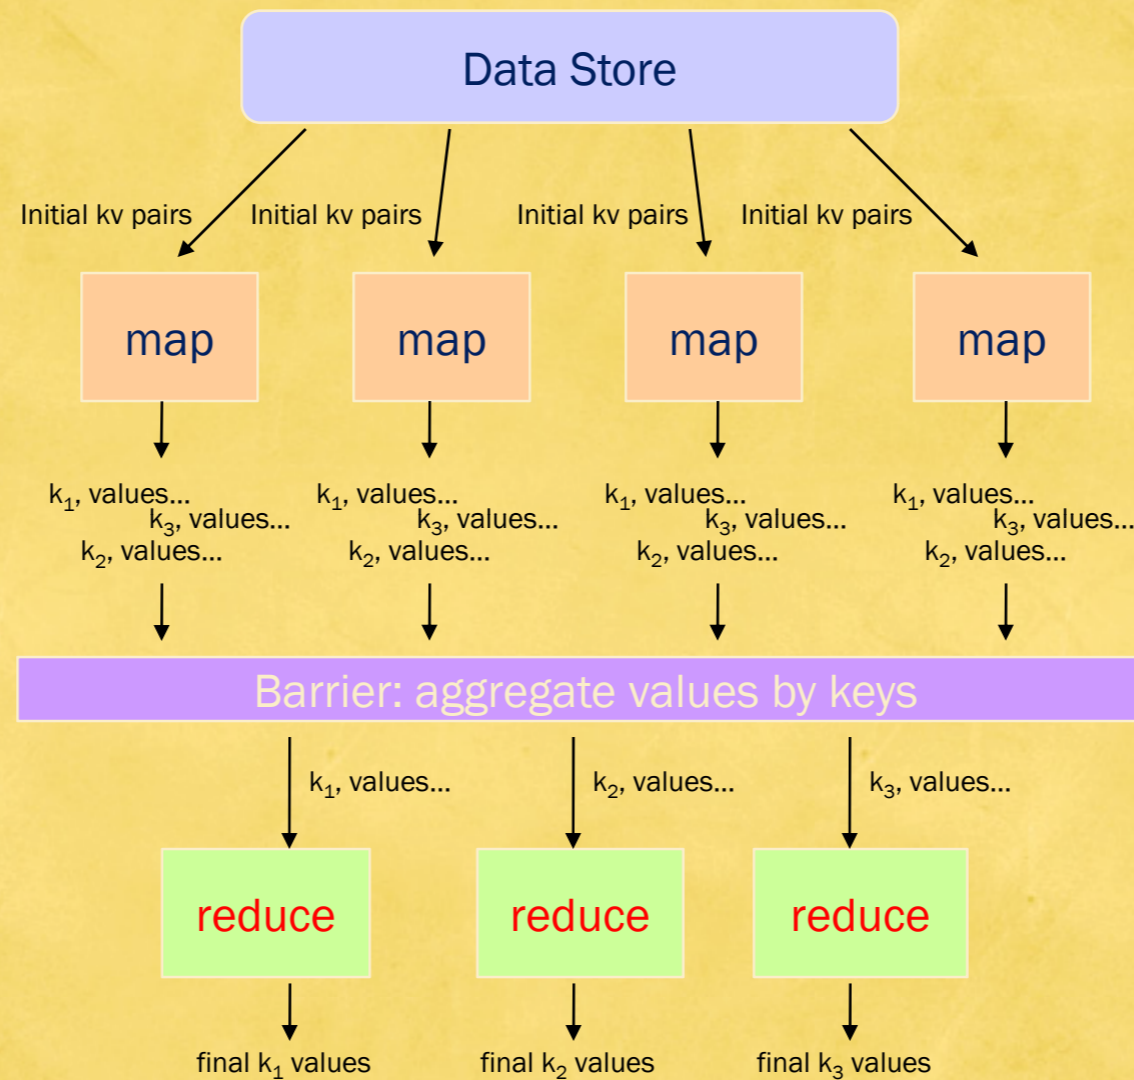 Data Store
Initial kv pairs
Initial kv pairs
Initial kv pairs
Initial kv pairs
map
map
map
map
k₁, values...
k₃, values...
k₂, values...
k₁, values...
k₃, values...
k₂, values...
k₁, values...
k₃, values...
k₂, values...
k₁, values...
k₃, values...
k₂, values...
Barrier: aggregate values by keys
k₁, values...
k₂, values...
k₃, values...
reduce
reduce
reduce
final k₁ values
final k₂ values
final k₃ values